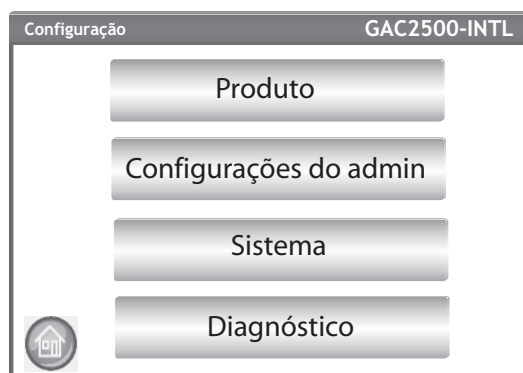 Configuração GAC2500-INTL
Produto
Configurações do admin
Sistema
Diagnóstico